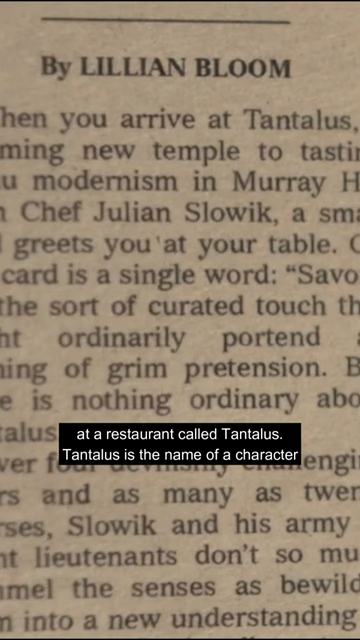 By LILLIAN BLOOM
hen you arrive at Tantalus,
ming new temple to tasti
u modernism in Murray H
Chef Julian Slowik, a sma
greets you at your table.
card is a single word: “Savo
the sort of curated touch th
ht ordinarily portend
ing of grim pretension. B
e is nothing ordinary abo
talus
at a restaurant called Tantalus.
Tantalus is the name of a character
ver four devilishly challengi
rs and as many as twen
rses, Slowik and his army
nt lieutenants don’t so mu
mel the senses as bewild
into a new understanding